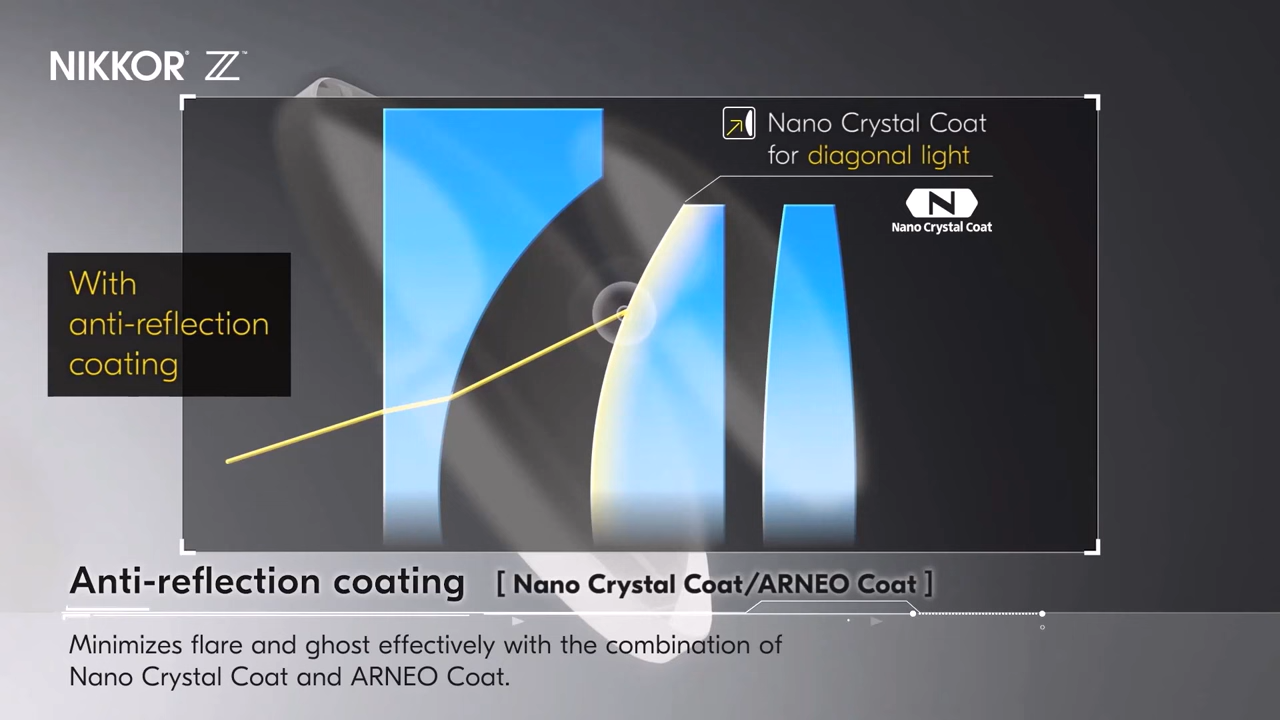 NIKKOR® Z™
Nano Crystal Coat
for diagonal light
N
Nano Crystal Coat
With
anti-reflection
coating
Anti-reflection coating [ Nano Crystal Coat/ARNEO Coat ]
Minimizes flare and ghost effectively with the combination of
Nano Crystal Coat and ARNEO Coat.